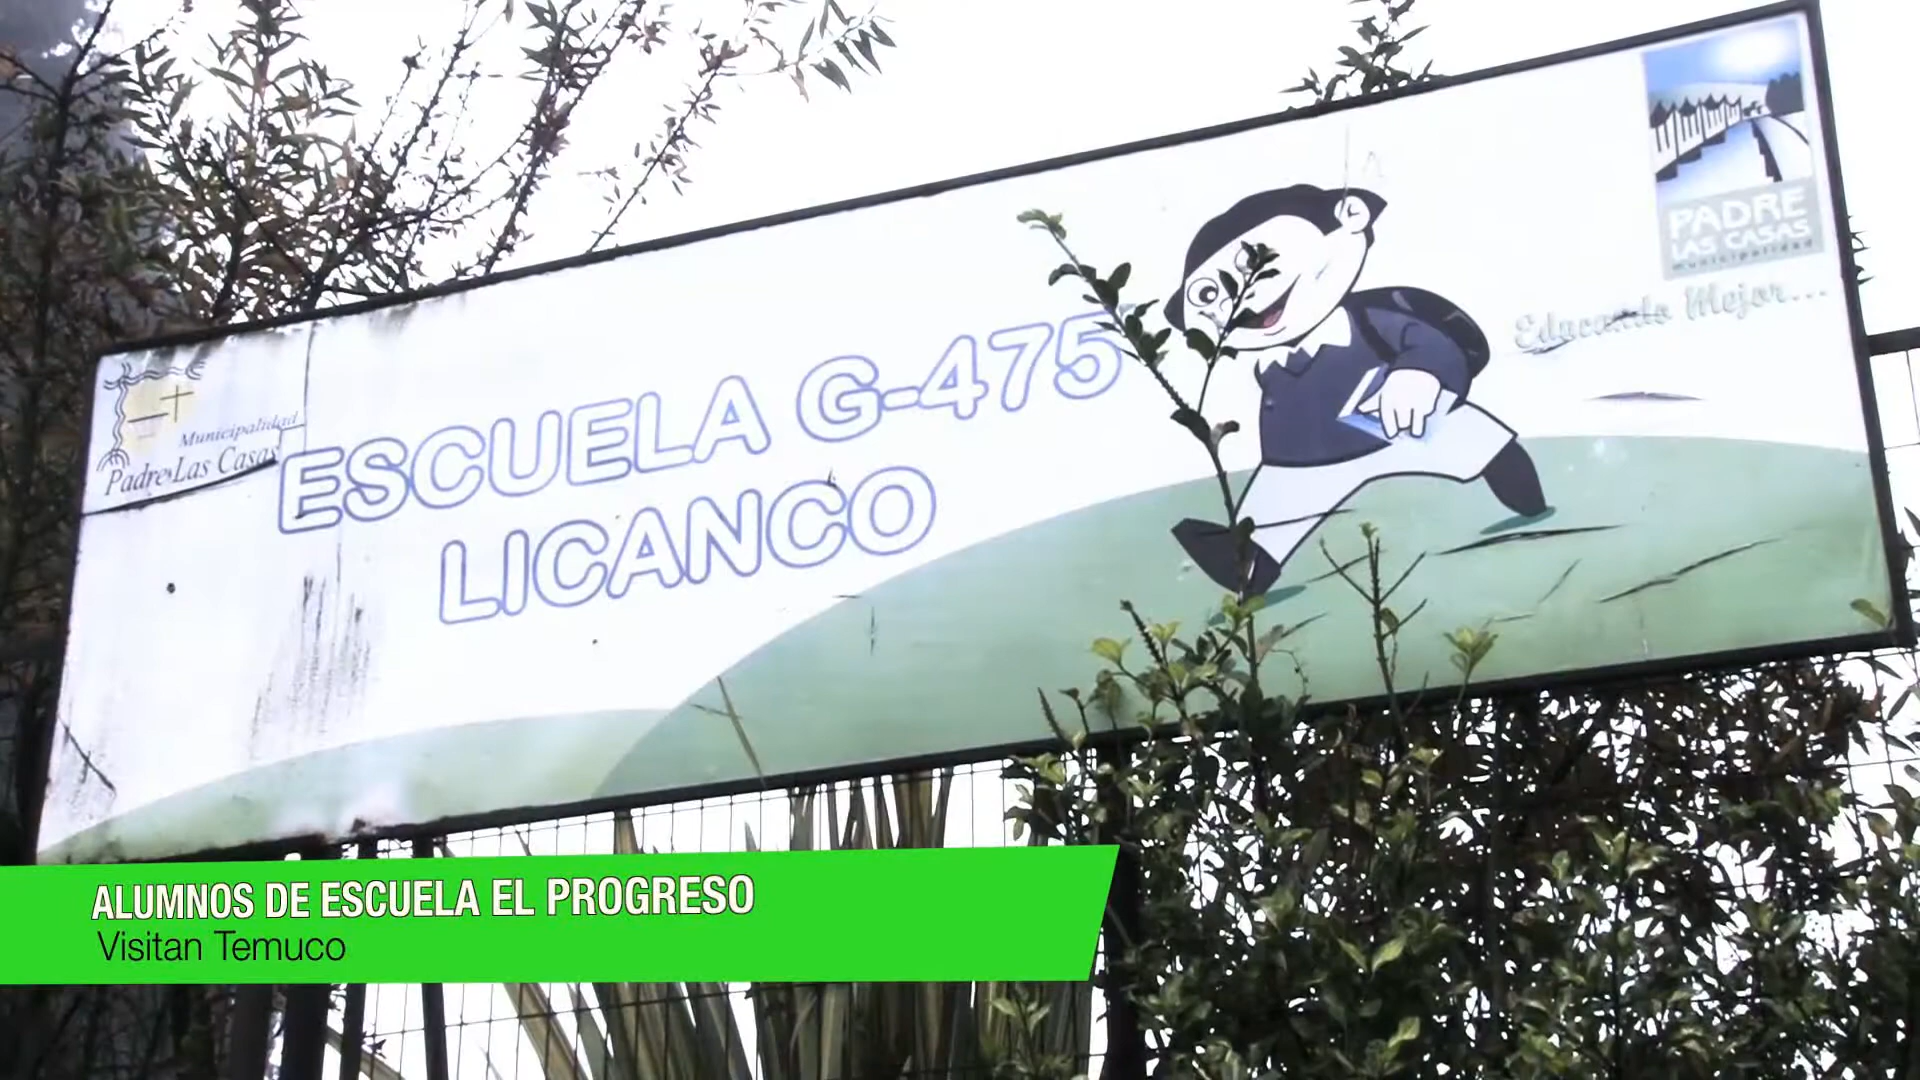 PADRE
LAS CASAS
municipalidad
Educando Mejor...
Municipalidad
Padre Las Casas
ESCUELA G-475
LICANCO
ALUMNOS DE ESCUELA EL PROGRESO
Visitan Temuco